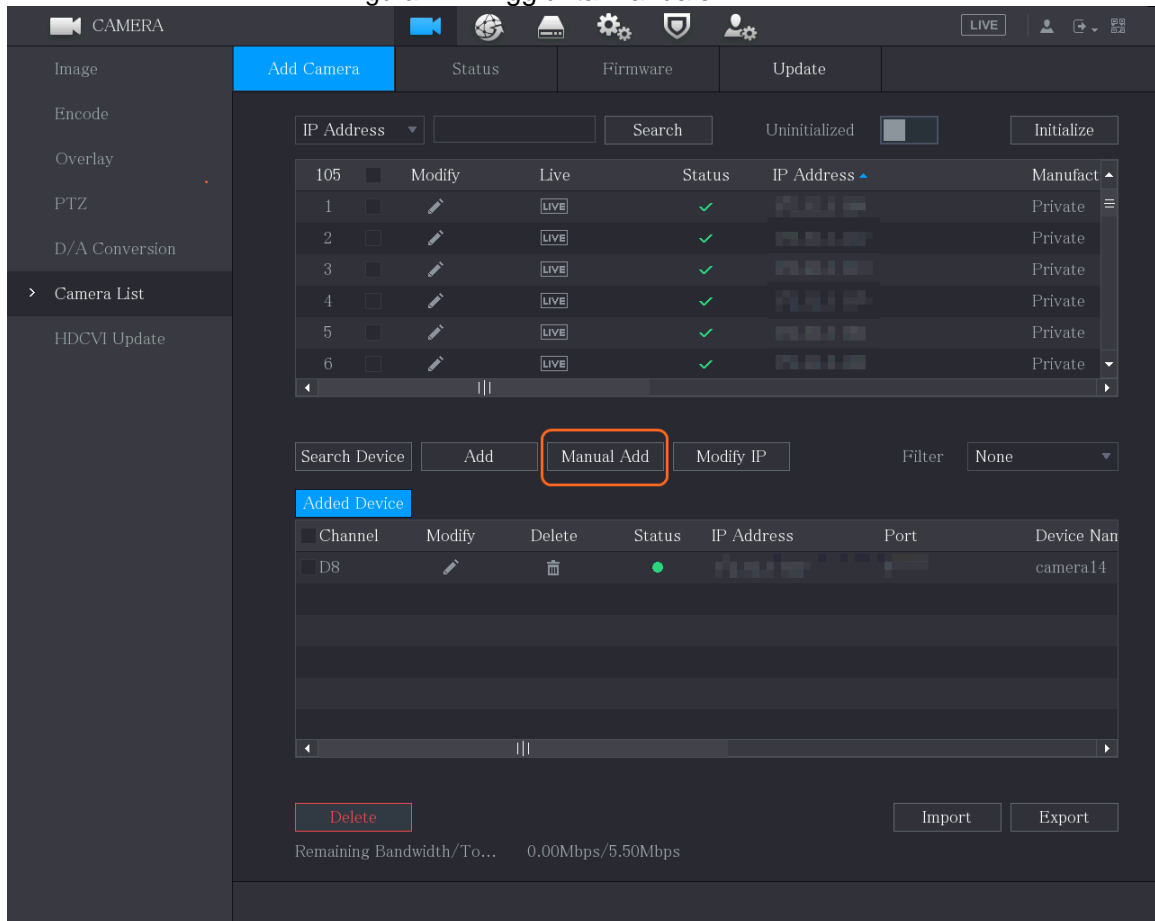 CAMERA LIVE
Image
Encode
Overlay
PTZ
D/A Conversion
Camera List
HDCVI Update
Add Camera Status Firmware Update
IP Address Search Uninitialized Initialize
105 Modify Live Status IP Address Manufact
1 LIVE Private
2 LIVE Private
3 LIVE Private
4 LIVE Private
5 LIVE Private
6 LIVE Private
Search Device Add Manual Add Modify IP Filter None
Added Device
Channel Modify Delete Status IP Address Port Device Nam
D8 camera14
Delete Import Export
Remaining Bandwidth/To... 0.00Mbps/5.50Mbps